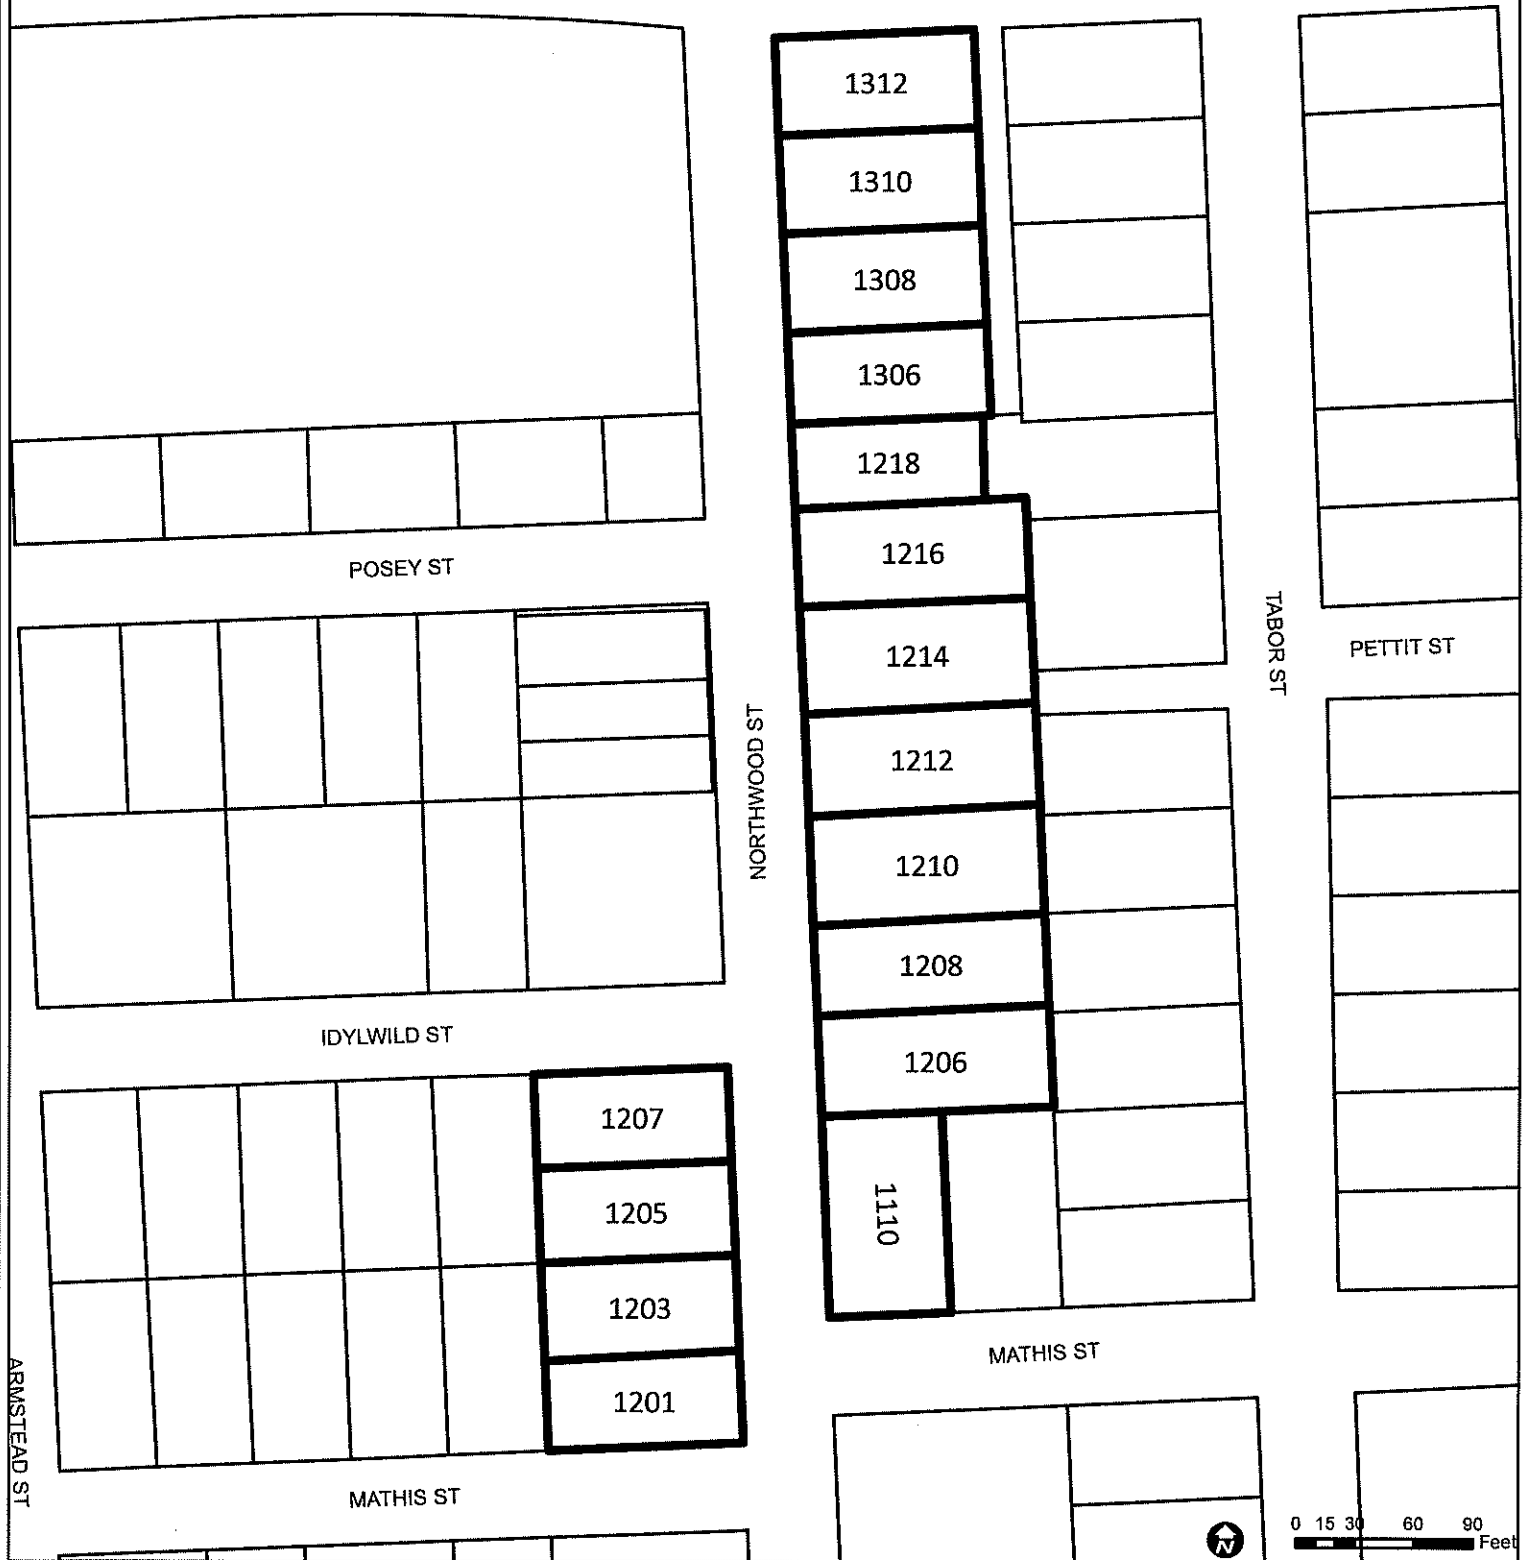 1312
1310
1308
1306
1218
1216
POSEY ST
1214
TABOR ST
PETTIT ST
NORTHWOOD ST
1212
1210
1208
IDYLWILD ST
1206
1207
1205
1110
1203
MATHIS ST
1201
ARMSTEAD ST
MATHIS ST
N
0 15 30 60 90
Feet